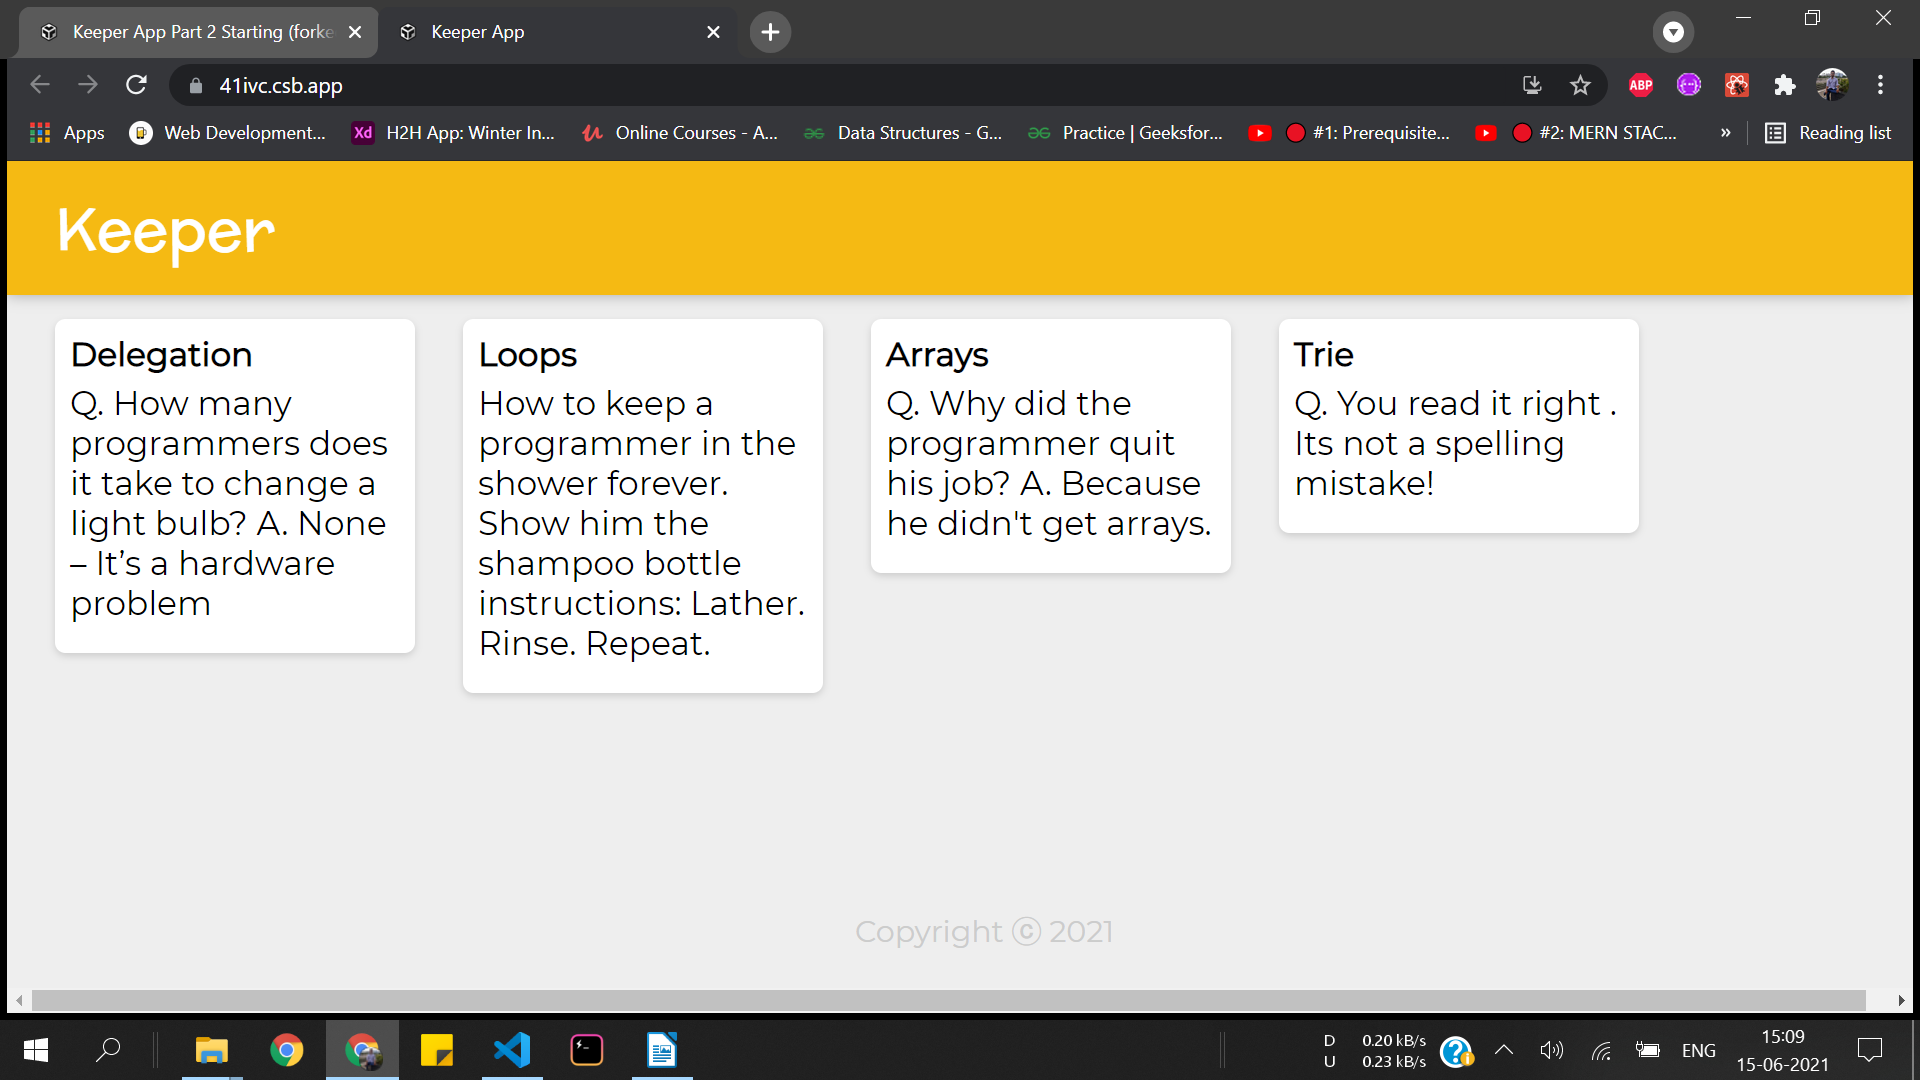 Keeper App Part 2 Starting (forke
Keeper App
41ivc.csb.app
ABP
Apps
Web Development...
Xd
H2H App: Winter In...
Online Courses - A...
Data Structures - G...
Practice | Geeksfor...
#1: Prerequisite...
#2: MERN STAC...
»
Reading list
Keeper
Delegation
Q. How many
programmers does
it take to change a
light bulb? A. None
– It’s a hardware
problem
Loops
How to keep a
programmer in the
shower forever.
Show him the
shampoo bottle
instructions: Lather.
Rinse. Repeat.
Arrays
Q. Why did the
programmer quit
his job? A. Because
he didn't get arrays.
Trie
Q. You read it right .
Its not a spelling
mistake!
Copyright ⓒ 2021
D 0.20 kB/s
U 0.23 kB/s
ENG
15:09
15-06-2021